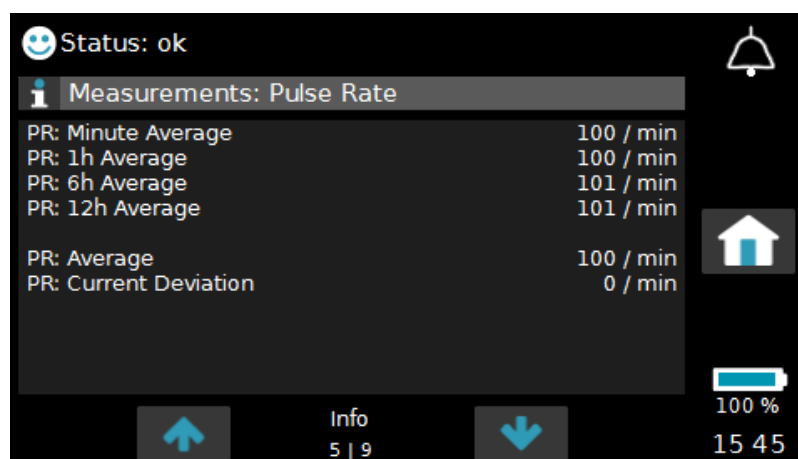 Status: ok
Measurements: Pulse Rate
PR: Minute Average 100 / min
PR: 1h Average 100 / min
PR: 6h Average 101 / min
PR: 12h Average 101 / min
PR: Average 100 / min
PR: Current Deviation 0 / min
Info
5 | 9
100 %
15 45